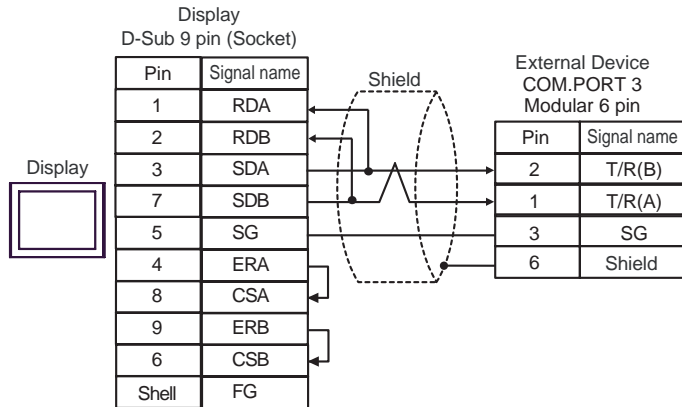 Display
D-Sub 9 pin (Socket)
Pin Signal name
1 RDA
2 RDB
3 SDA
7 SDB
5 SG
4 ERA
8 CSA
9 ERB
6 CSB
Shell FG
Display
Shield
External Device
COM.PORT 3
Modular 6 pin
Pin Signal name
2 T/R(B)
1 T/R(A)
3 SG
6 Shield